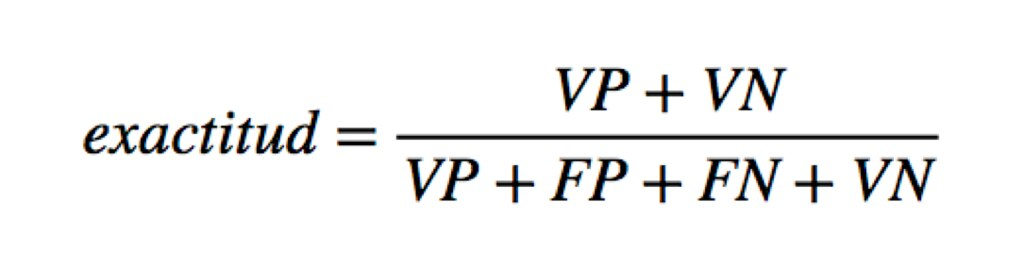 exactitud = 
VP + VN
VP + FP + FN + VN